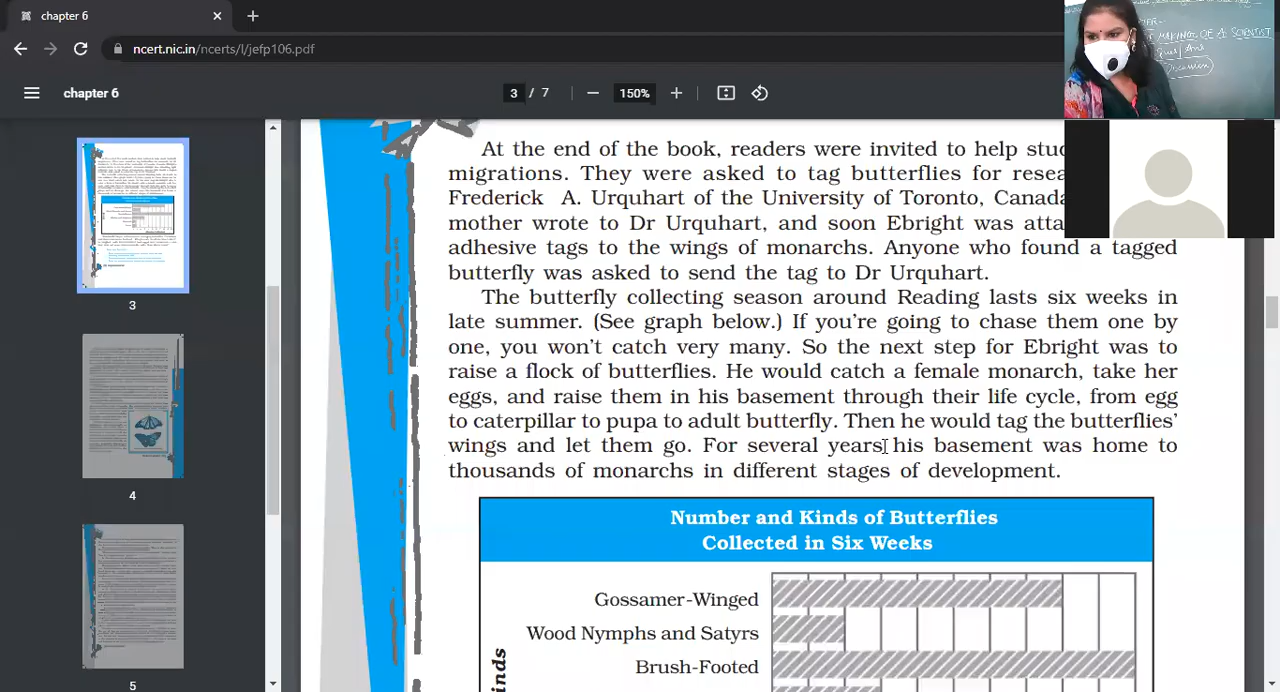 chapter 6
ncert.nic.in/ncerts/l/jefp106.pdf
chapter 6
3 / 7
150%
MAKING OF A SCIENTIST
Discussion
3
4
5
At the end of the book, readers were invited to help
migrations. They were asked to tag butterflies for
Frederick A. Urquhart of the University of Toronto,
mother wrote to Dr Urquhart, and soon Ebright was
adhesive tags to the wings of monarchs. Anyone who found a tagged
butterfly was asked to send the tag to Dr Urquhart.
The butterfly collecting season around Reading lasts six weeks in
late summer. (See graph below.) If you're going to chase them one by
one, you won't catch very many. So the next step for Ebright was to
raise a flock of butterflies. He would catch a female monarch, take her
eggs, and raise them in his basement through their life cycle, from egg
to caterpillar to pupa to adult butterfly. Then he would tag the butterflies'
wings and let them go. For several years his basement was home to
thousands of monarchs in different stages of development.
Number and Kinds of Butterflies
Collected in Six Weeks
Gossamer-Winged
Wood Nymphs and Satyrs
Brush-Footed